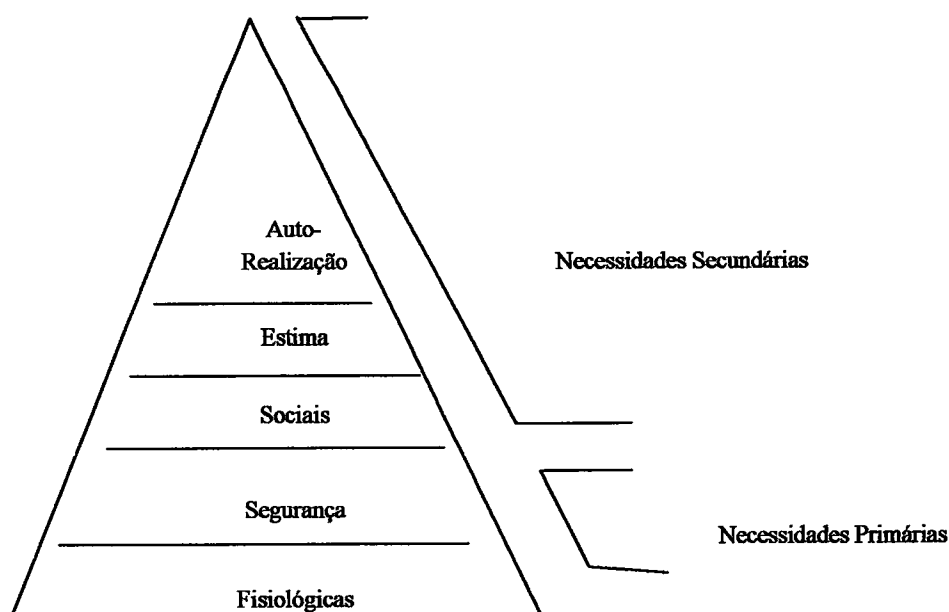 Auto-
Realização
Necessidades Secundárias
Estima
Sociais
Segurança
Necessidades Primárias
Fisiológicas